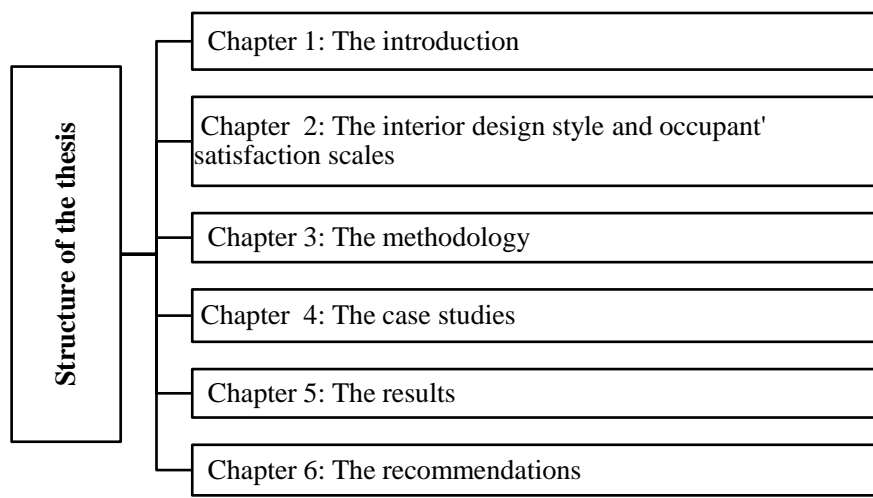 Structure of the thesis
Chapter 1: The introduction
Chapter 2: The interior design style and occupant'
satisfaction scales
Chapter 3: The methodology
Chapter 4: The case studies
Chapter 5: The results
Chapter 6: The recommendations